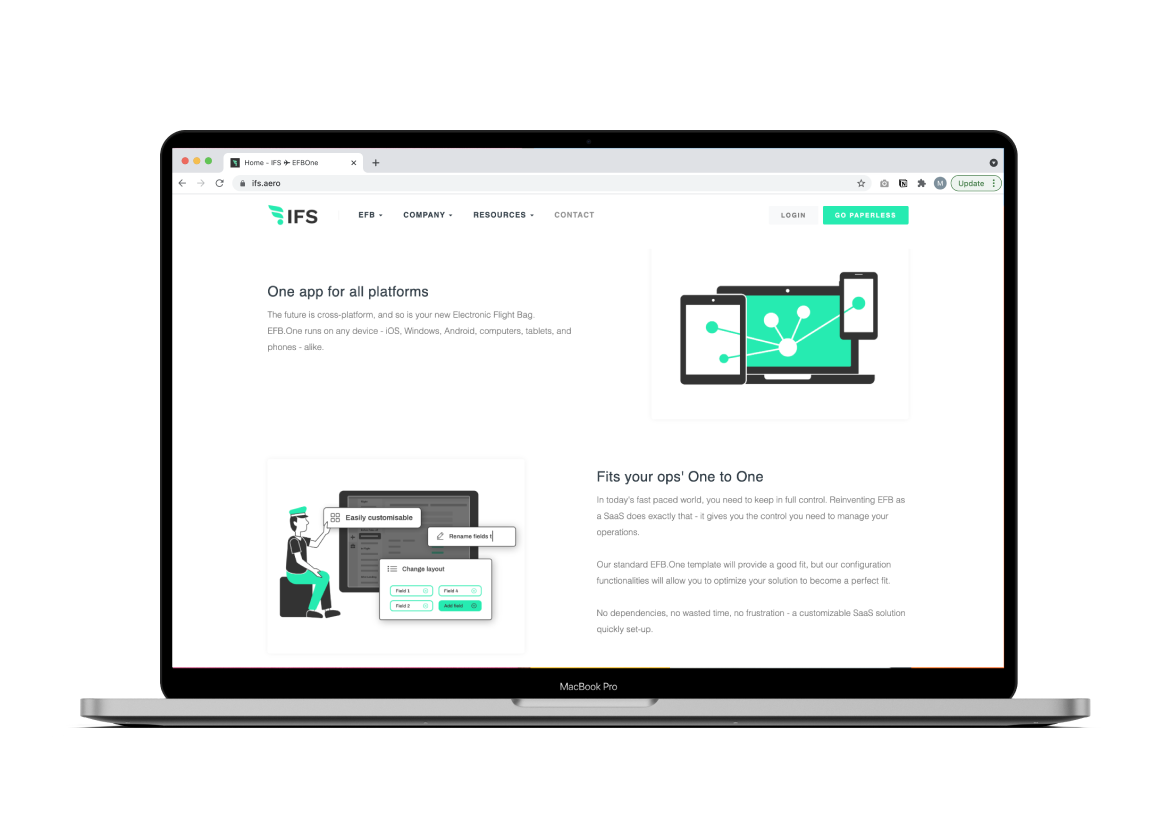 Home - IFS ✈ EFBOne
ifs.aero
M
Update
IFS
EFB
COMPANY
RESOURCES
CONTACT
LOGIN
GO PAPERLESS
One app for all platforms
The future is cross-platform, and so is your new Electronic Flight Bag.
EFB.One runs on any device - iOS, Windows, Android, computers, tablets, and
phones - alike.
Easily customisable
Rename fields t
Change layout
Field 1
Field 4
Field 2
Add field
Fits your ops' One to One
In today's fast paced world, you need to keep in full control. Reinventing EFB as
a SaaS does exactly that - it gives you the control you need to manage your
operations.
Our standard EFB.One template will provide a good fit, but our configuration
functionalities will allow you to optimize your solution to become a perfect fit.
No dependencies, no wasted time, no frustration - a customizable SaaS solution
quickly set-up.
MacBook Pro